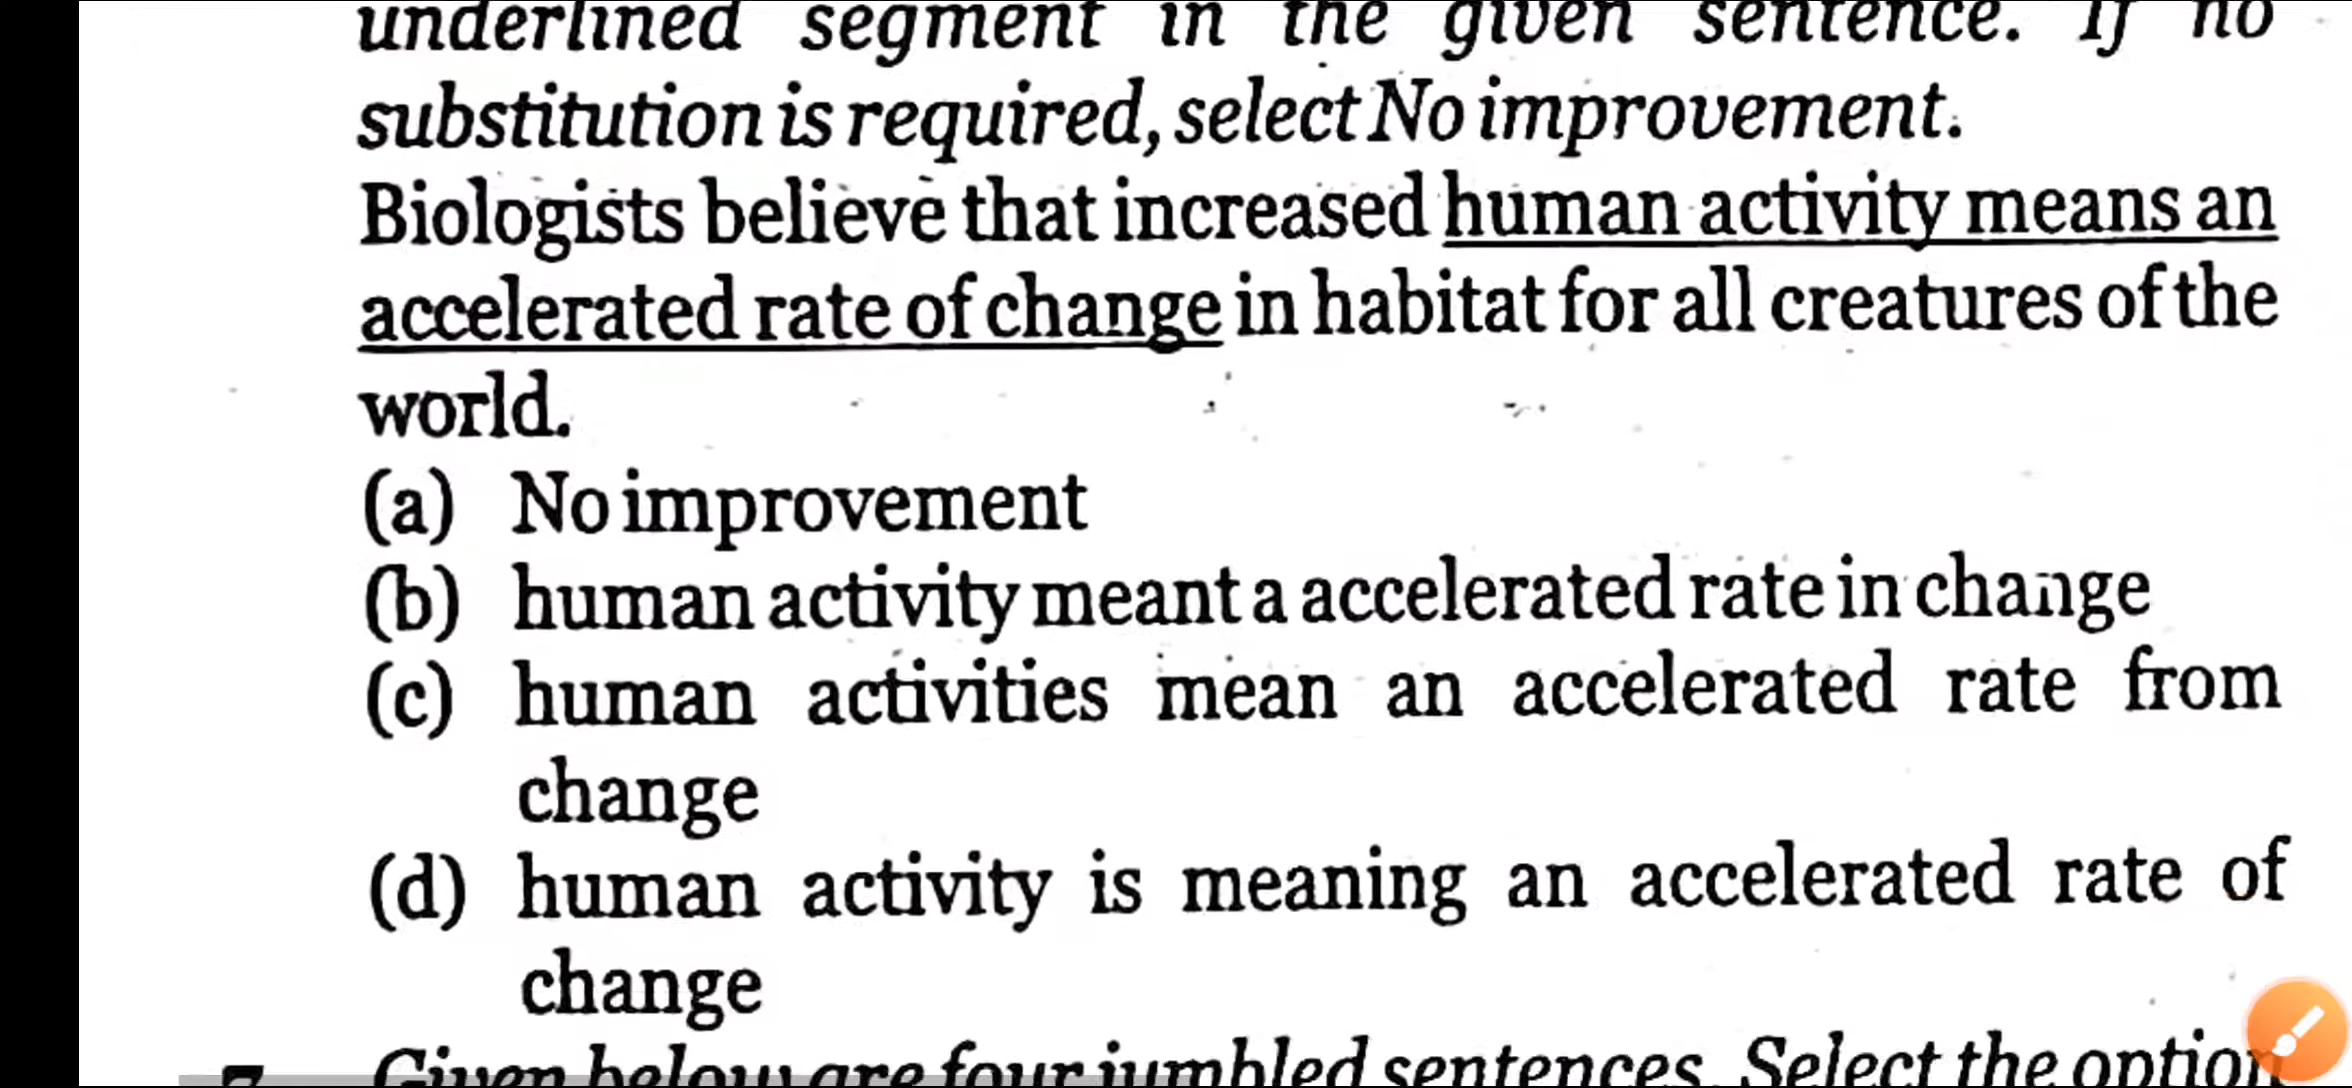 underlined segment in the given sentence. If no
substitution is required, select No improvement.
Biologists believe that increased human activity means an
accelerated rate of change in habitat for all creatures of the
world.
(a) No improvement
(b) human activity meant a accelerated rate in change
(c) human activities mean an accelerated rate from
change
(d) human activity is meaning an accelerated rate of
change
7 Given below are four jumbled sentences. Select the option